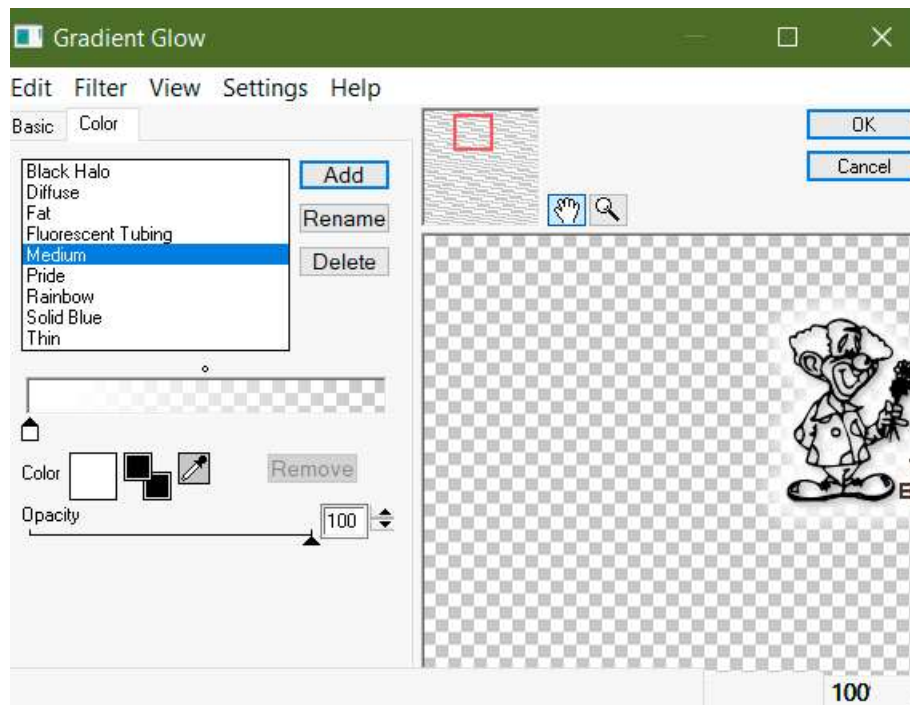 Gradient Glow
Edit Filter View Settings Help
Basic Color
OK
Cancel
Black Halo
Diffuse
Fat
Fluorescent Tubing
Medium
Pride
Rainbow
Solid Blue
Thin
Add
Rename
Delete
Color
Remove
Opacity
100
E
100